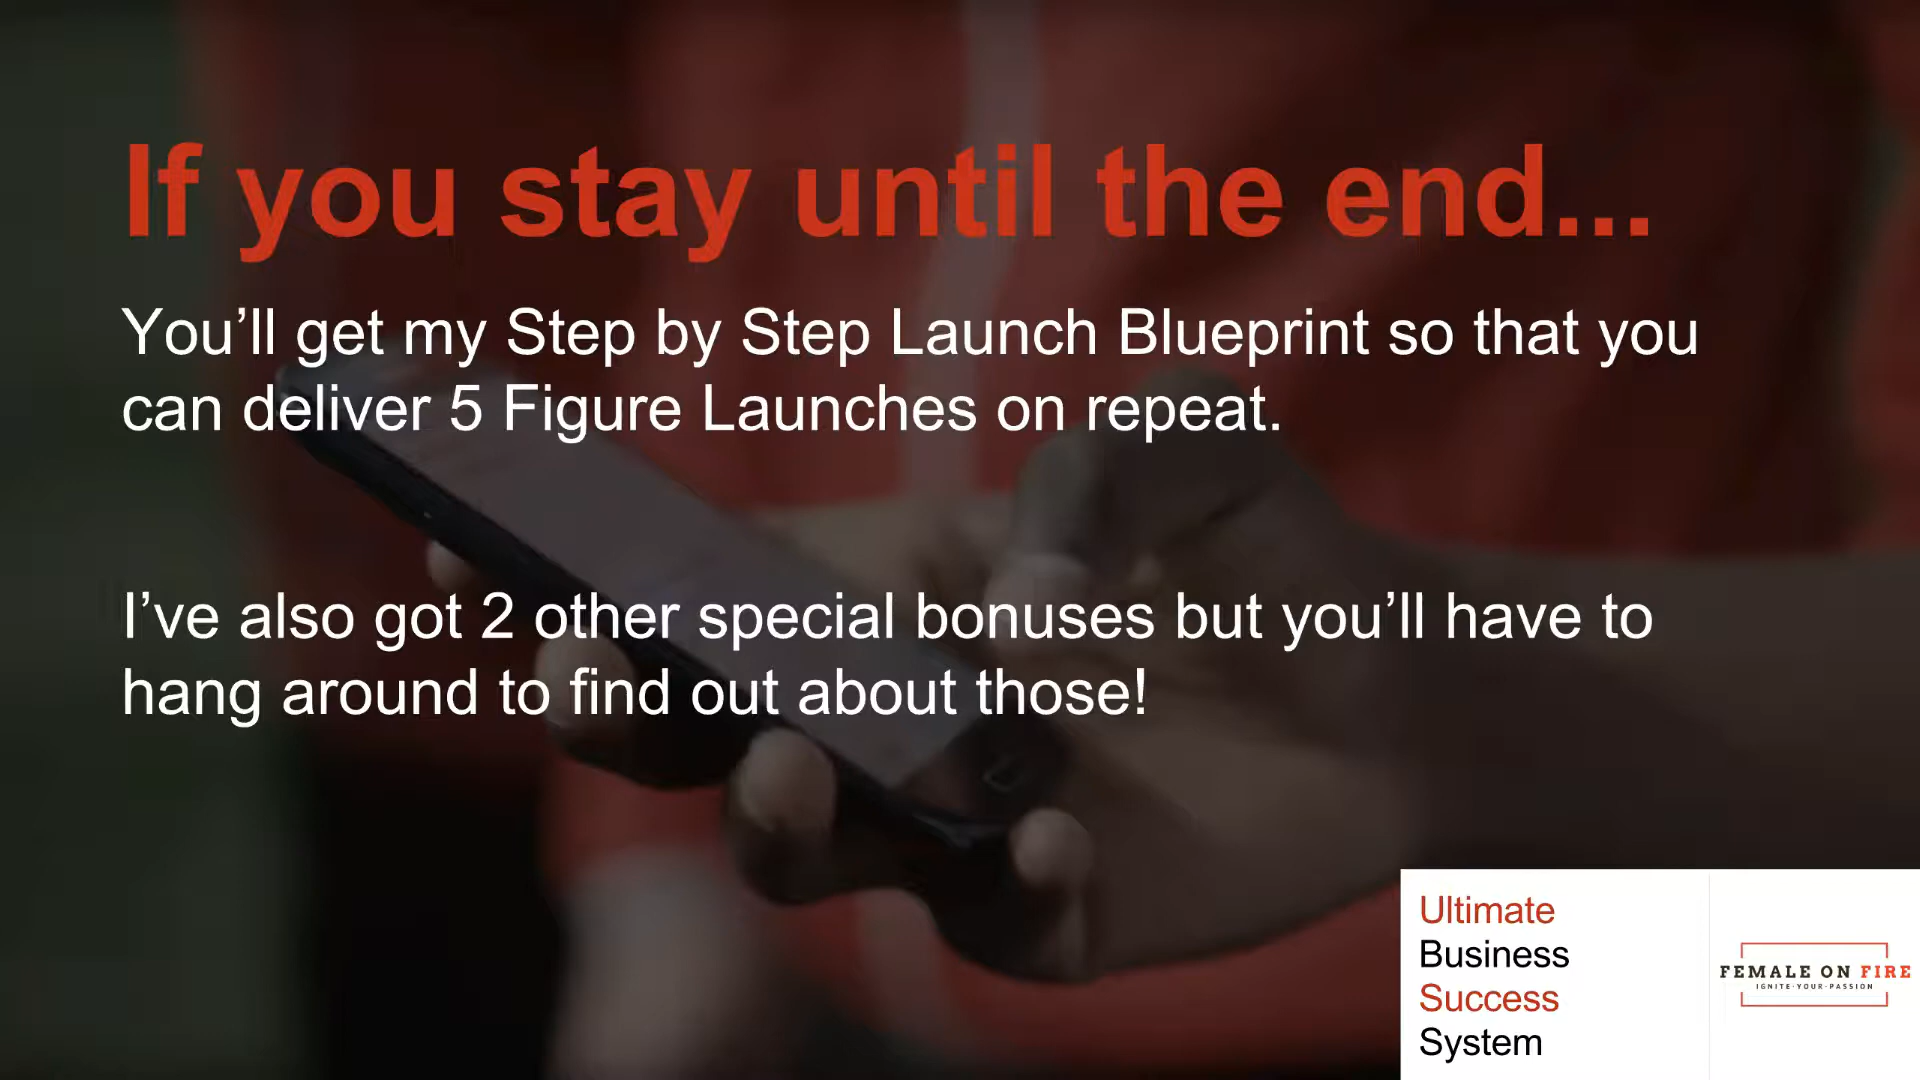 If you stay until the end...
You’ll get my Step by Step Launch Blueprint so that you
can deliver 5 Figure Launches on repeat.
I’ve also got 2 other special bonuses but you’ll have to
hang around to find out about those!
Ultimate
Business
Success
System
FEMALE ON FIRE
IGNITE·YOUR·PASSION